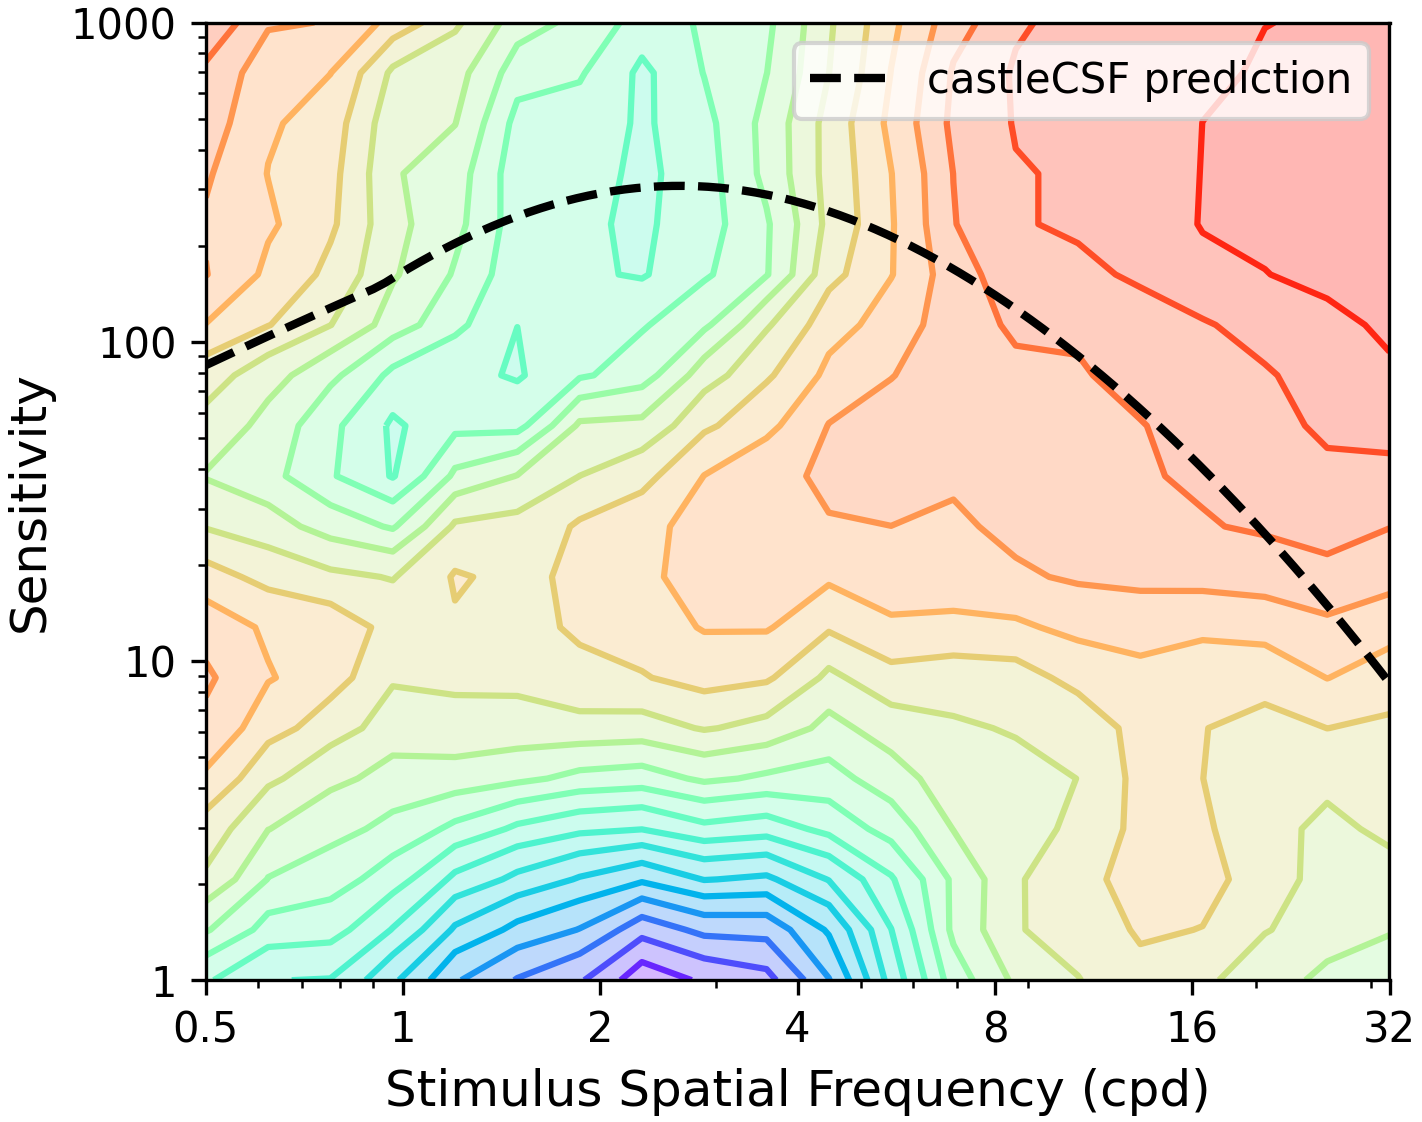 1000
100
10
1
Sensitivity
castleCSF prediction
0.5 1 2 4 8 16 32
Stimulus Spatial Frequency (cpd)